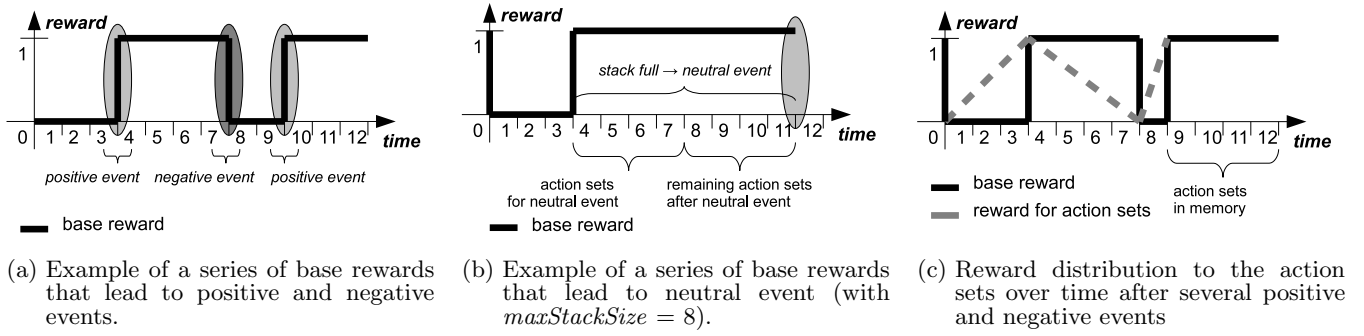 reward
1
0 1 2 3 4 5 6 7 8 9 10 11 12
time
positive event negative event positive event
base reward
(a) Example of a series of base rewards
that lead to positive and negative
events.
reward
1
stack full → neutral event
0 1 2 3 4 5 6 7 8 9 10 11 12
time
action sets
for neutral event
remaining action sets
after neutral event
base reward
(b) Example of a series of base rewards
that lead to neutral event (with
maxStackSize = 8).
reward
1
0 1 2 3 4 5 6 7 8 9 10 11 12
time
base reward
reward for action sets
action sets
in memory
(c) Reward distribution to the action
sets over time after several positive
and negative events